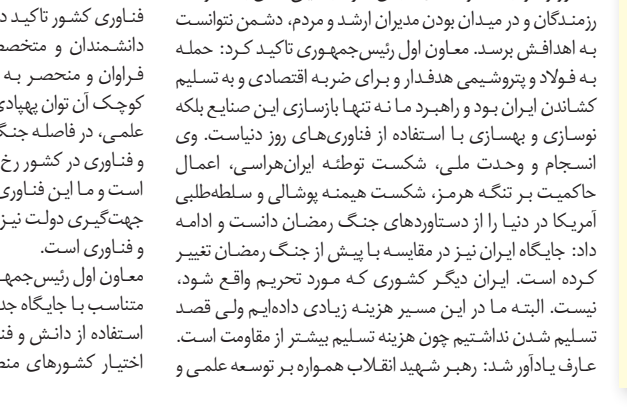 رزمندگان و در میدان بودن مدیران ارشد و مردم، دشمن نتوانست
به اهدافش برسد. معاون اول رئیس‌جمهوری تاکید کرد: حمله
به فولاد و پتروشیمی هدفدار و برای ضربه اقتصادی و به تسلیم
کشاندن ایران بود و راهبرد ما نه تنها بازسازی این صنایع بلکه
نوسازی و بهسازی با استفاده از فناوری‌های روز دنیاست. وی
انسجام و وحدت ملی، شکست توطئه ایران‌هراسی، اعمال
حاکمیت بر تنگه هرمز، شکست هیمنه پوشالی و سلطه‌طلبی
آمریکا در دنیا را از دستاوردهای جنگ رمضان دانست و ادامه
داد: جایگاه ایران نیز در مقایسه با پیش از جنگ رمضان تغییر
کرده است. ایران دیگر کشوری که مورد تحریم واقع شود،
نیست. البته ما در این مسیر هزینه زیادی داده‌ایم ولی قصد
تسلیم شدن نداشتیم چون هزینه تسلیم بیشتر از مقاومت است.
عارف یادآور شد: رهبر شهید انقلاب همواره بر توسعه علمی و
فناوری کشور تاکید د
دانشمندان و متخصص
فراوان و منحصر به
کوچک آن توان پهپادی
علمی، در فاصله جنگ
و فناوری در کشور رخ
است و ما این فناوری
جهت‌گیری دولت نیز
و فناوری است.
معاون اول رئیس‌جمه
متناسب با جایگاه جد
استفاده از دانش و فن
اختیار کشورهای منط